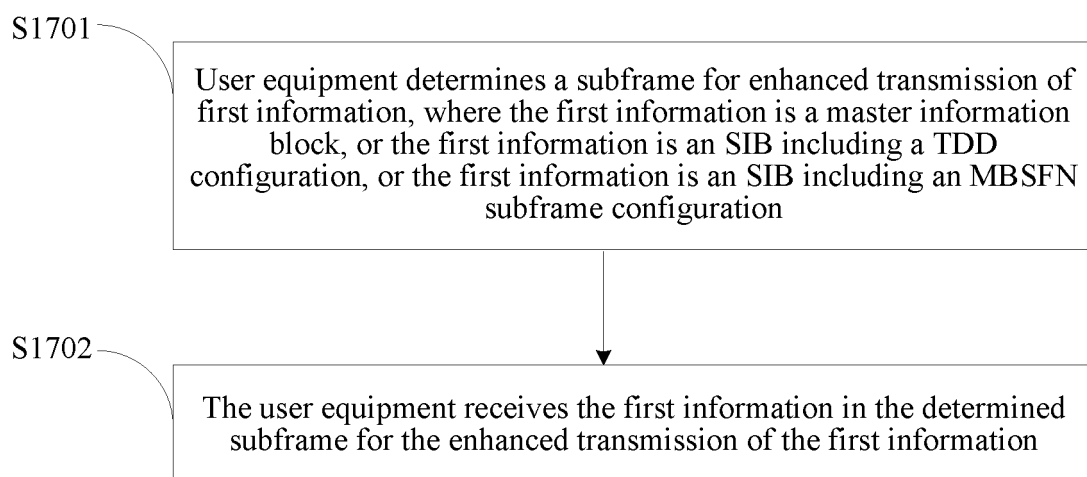 S1701
User equipment determines a subframe for enhanced transmission of
first information, where the first information is a master information
block, or the first information is an SIB including a TDD
configuration, or the first information is an SIB including an MBSFN
subframe configuration
S1702
The user equipment receives the first information in the determined
subframe for the enhanced transmission of the first information